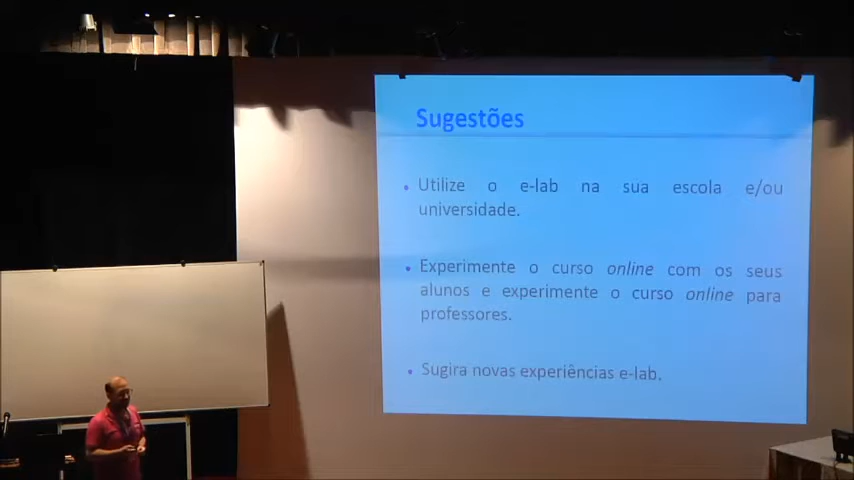 Sugestões
• Utilize o e-lab na sua escola e/ou
universidade.
• Experimente o curso online com os seus
alunos e experimente o curso online para
professores.
• Sugira novas experiências e-lab.